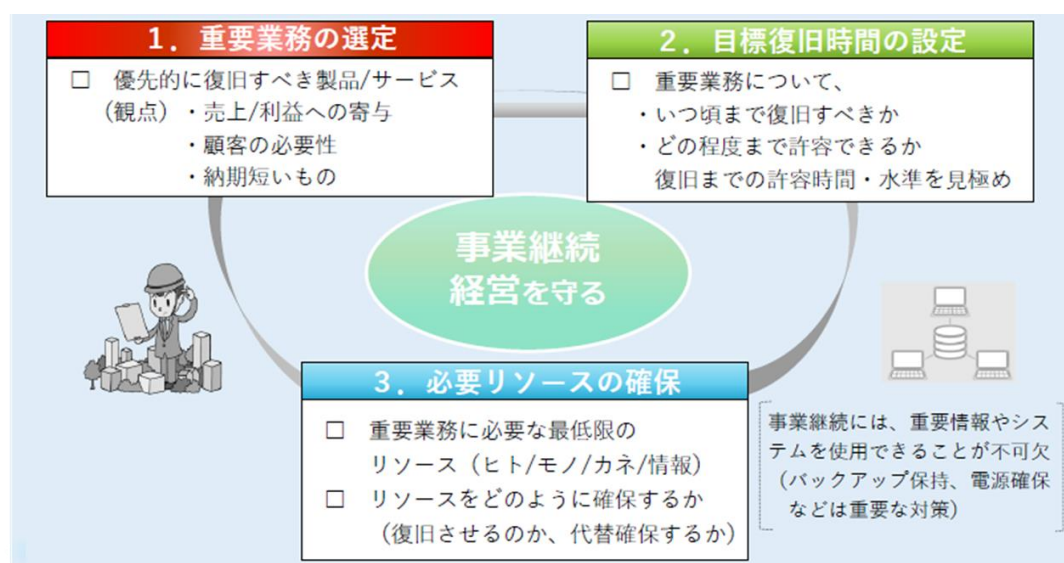 1．重要業務の選定
□　優先的に復旧すべき製品/サービス
（観点）・売上/利益への寄与
・顧客の必要性
・納期短いもの
2．目標復旧時間の設定
□　重要業務について、
・いつ頃まで復旧すべきか
・どの程度まで許容できるか
復旧までの許容時間・水準を見極め
事業継続
経営を守る
3．必要リソースの確保
□　重要業務に必要な最低限の
リソース（ヒト/モノ/カネ/情報）
□　リソースをどのように確保するか
（復旧させるのか、代替確保するか）
事業継続には、重要情報やシス
テムを使用できることが不可欠
（バックアップ保持、電源確保
などは重要な対策）